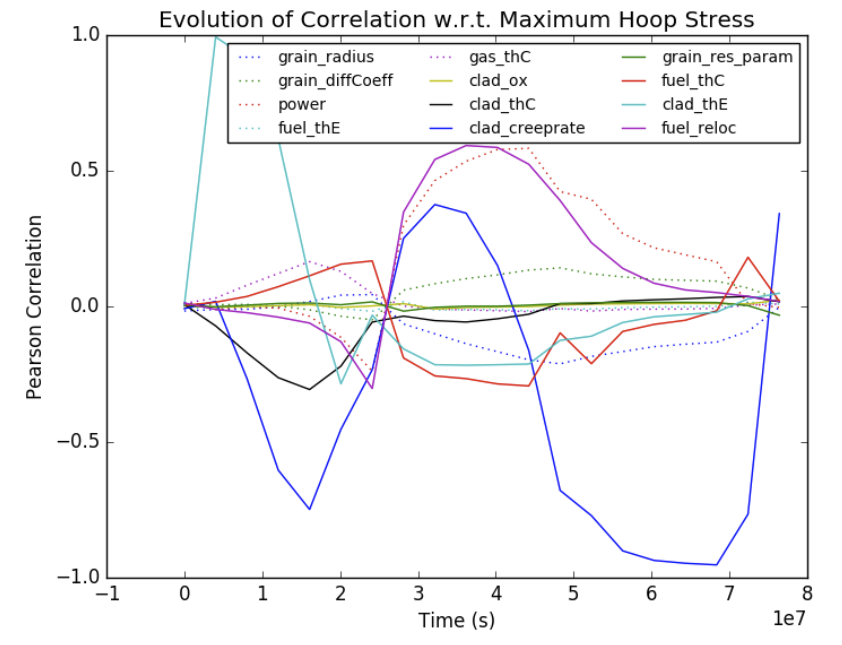 Evolution of Correlation w.r.t. Maximum Hoop Stress
grain_radius gas_thC grain_res_param
grain_diffCoeff clad_ox fuel_thC
power clad_thC clad_thE
fuel_thE clad_creeprate fuel_reloc
1.0
0.5
0.0
−0.5
−1.0
Pearson Correlation
−1 0 1 2 3 4 5 6 7 8
Time (s) 1e7